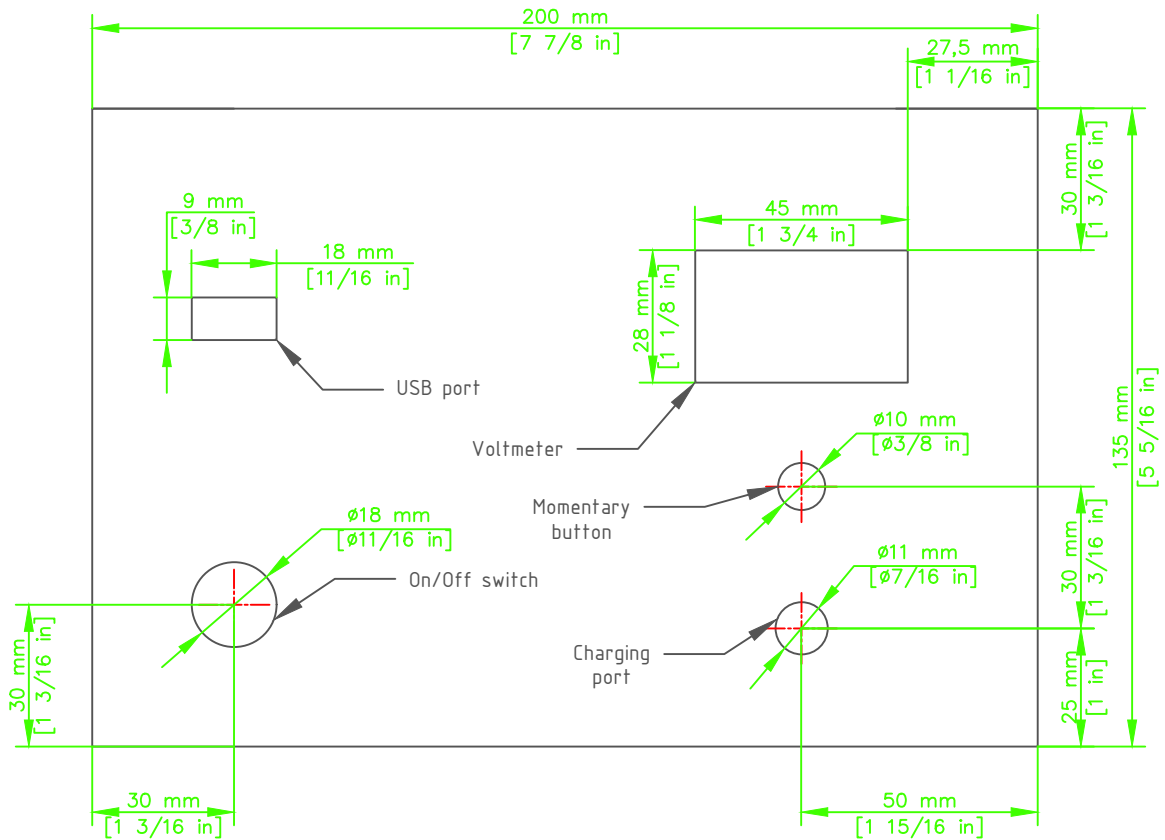 200 mm
[7 7/8 in]
27,5 mm
[1 1/16 in]
30 mm
[1 3/16 in]
9 mm
[3/8 in]
45 mm
[1 3/4 in]
18 mm
[11/16 in]
28 mm
[1 1/8 in]
USB port
Voltmeter
ø10 mm
[ø3/8 in]
135 mm
[5 5/16 in]
Momentary
button
ø18 mm
[ø11/16 in]
ø11 mm
[ø7/16 in]
30 mm
[1 3/16 in]
On/Off switch
Charging
port
30 mm
[1 3/16 in]
25 mm
[1 in]
30 mm
[1 3/16 in]
50 mm
[1 15/16 in]